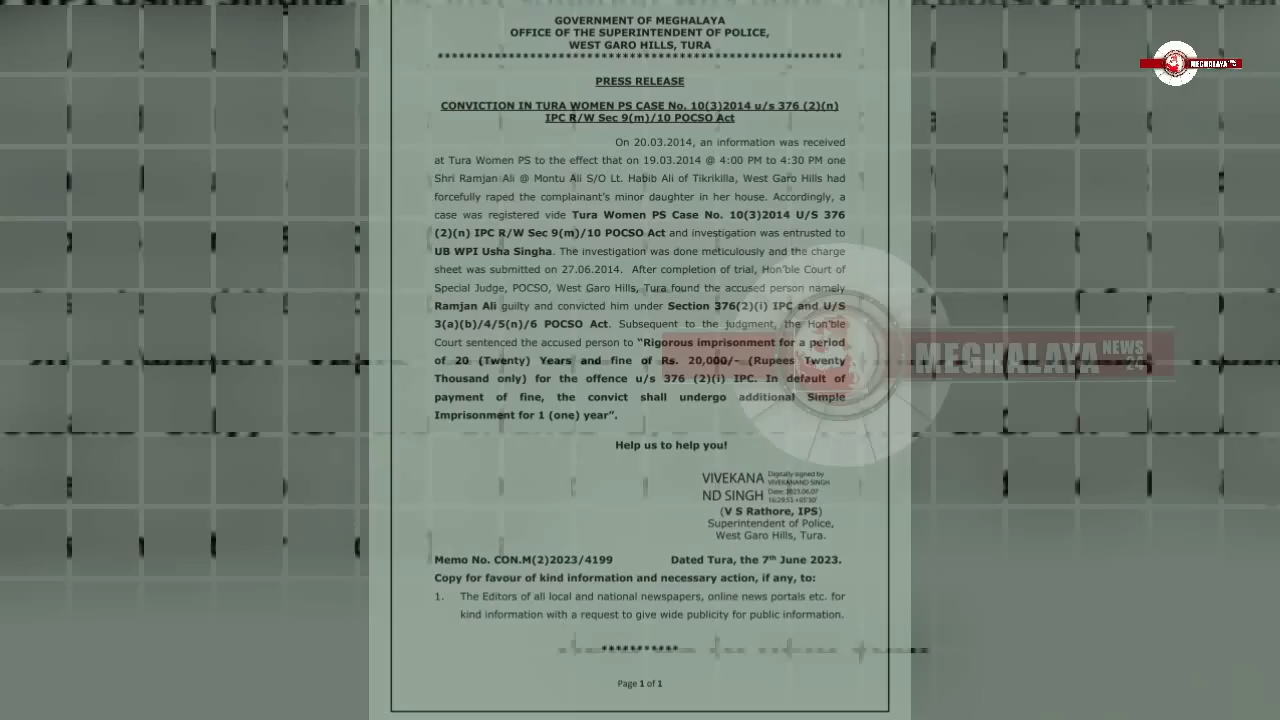 GOVERNMENT OF MEGHALAYA
OFFICE OF THE SUPERINTENDENT OF POLICE,
WEST GARO HILLS, TURA
********************************************************
PRESS RELEASE
CONVICTION IN TURA WOMEN PS CASE No. 10(3)2014 u/s 376 (2)(n)
IPC R/W Sec 9(m)/10 POCSO Act
On 20.03.2014, an information was received
at Tura Women PS to the effect that on 19.03.2014 @ 4:00 PM to 4:30 PM one
Shri Ramjan Ali @ Montu Ali S/O Lt. Habib Ali of Tikrikilla, West Garo Hills had
forcefully raped the complainant's minor daughter in her house. Accordingly, a
case was registered vide Tura Women PS Case No. 10(3)2014 U/S 376
(2)(n) IPC R/W Sec 9(m)/10 POCSO Act and investigation was entrusted to
UB WPI Usha Singha. The investigation was done meticulously and the charge
sheet was submitted on 27.06.2014. After completion of trial, Hon'ble Court of
Special Judge, POCSO, West Garo Hills, Tura found the accused person namely
Ramjan Ali guilty and convicted him under Section 376(2)(i) IPC and U/S
3(a)(b)/4/5(n)/6 POCSO Act. Subsequent to the judgment, the Hon'ble
Court sentenced the accused person to "Rigorous imprisonment for a period
of 20 (Twenty) Years and fine of Rs. 20,000/- (Rupees Twenty
Thousand only) for the offence u/s 376 (2)(i) IPC. In default of
payment of fine, the convict shall undergo additional Simple
Imprisonment for 1 (one) year".
Help us to help you!
VIVEKANA
ND SINGH
Digitally signed by
VIVEKANAND SINGH
Date: 2023.06.07
16:29:53 +05'30'
(V S Rathore, IPS)
Superintendent of Police,
West Garo Hills, Tura.
Memo No. CON.M(2)2023/4199 Dated Tura, the 7th June 2023.
Copy for favour of kind information and necessary action, if any, to:
1. The Editors of all local and national newspapers, online news portals etc. for
kind information with a request to give wide publicity for public information.
***********
Page 1 of 1
MEGHALAYA NEWS 24
MEGHALAYA